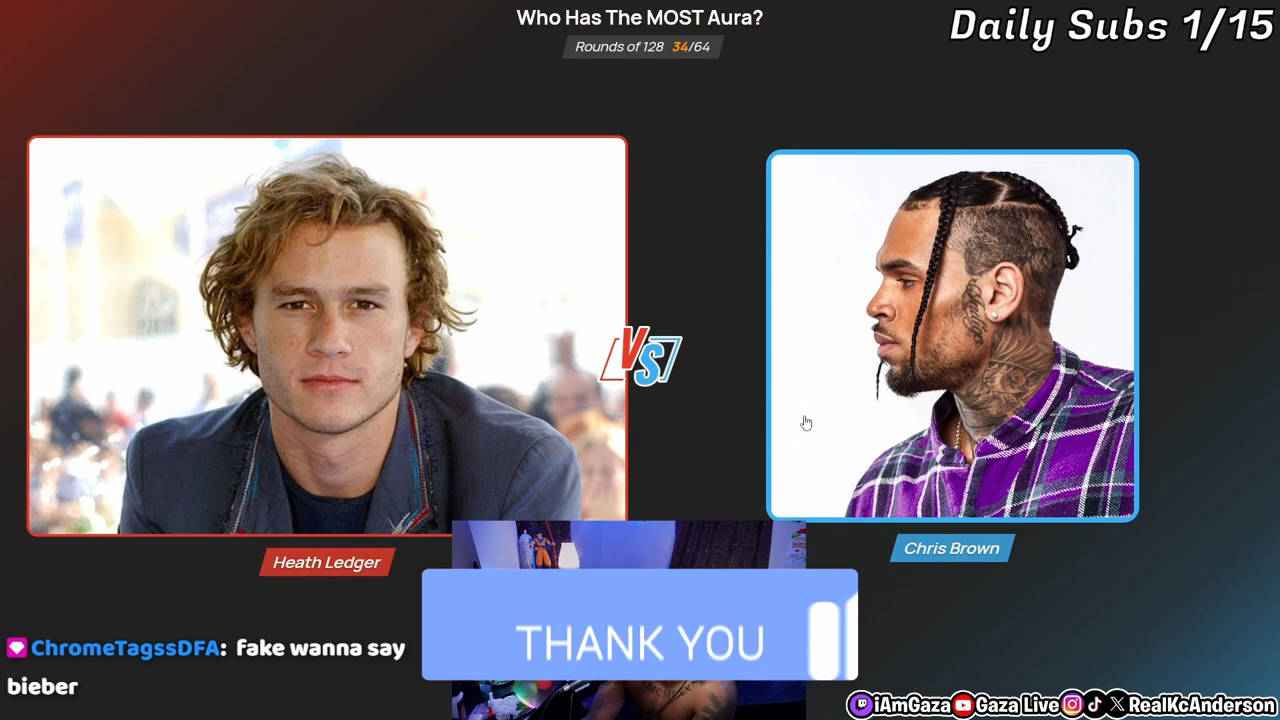 Who Has The MOST Aura?
Rounds of 128 34/64
Daily Subs 1/15
VS
Heath Ledger
Chris Brown
THANK YOU
ChromeTagssDFA: fake wanna say
bieber
iAmGaza Gaza Live RealKcAnderson